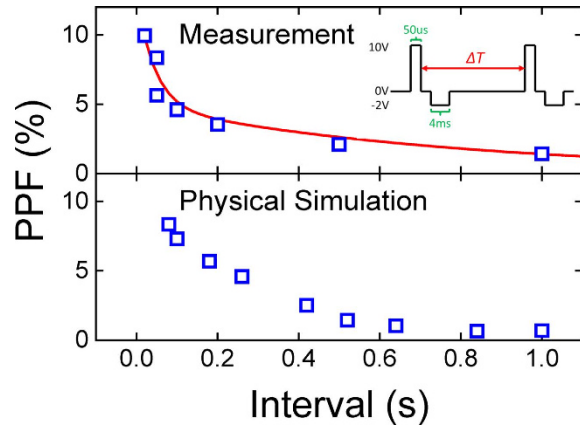 Measurement
50us
10V
ΔT
0V
-2V
4ms
10
5
0
PPF (%)
Physical Simulation
10
5
0
0.0 0.2 0.4 0.6 0.8 1.0
Interval (s)